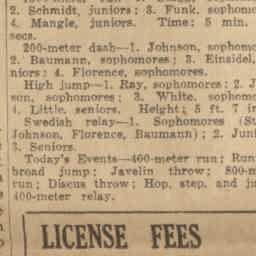 2. Schmidt, juniors; 3. Funk, sophom
4. Mangle, juniors. Time; 5 min.
secs.
200-meter dash—1. Johnson, sophom
2. Baumann, sophomores; 3. Einsidel,
niors; 4. Florence, sophomores.
High jump—1. Ray, sophomores; 2. J
son, sophomores; 3. White, sophomo
4. Little, seniors. Height; 5 ft. 7 in
Swedish relay—1. Sophomores (St
Johnson, Florence, Baumann); 2. Juni
3. Seniors.
Today's Events—400-meter run; Run
broad jump; Javelin throw; 800-m
run; Discus throw; Hop, step, and ju
400-meter relay.
LICENSE FEES